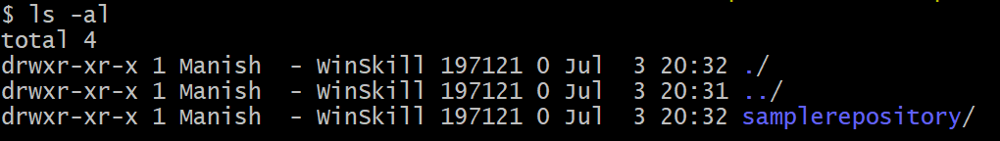 $ ls -al
total 4
drwxr-xr-x 1 Manish  - WinSkill 197121 0 Jul  3 20:32 ./
drwxr-xr-x 1 Manish  - WinSkill 197121 0 Jul  3 20:31 ../
drwxr-xr-x 1 Manish  - WinSkill 197121 0 Jul  3 20:32 samplerepository/